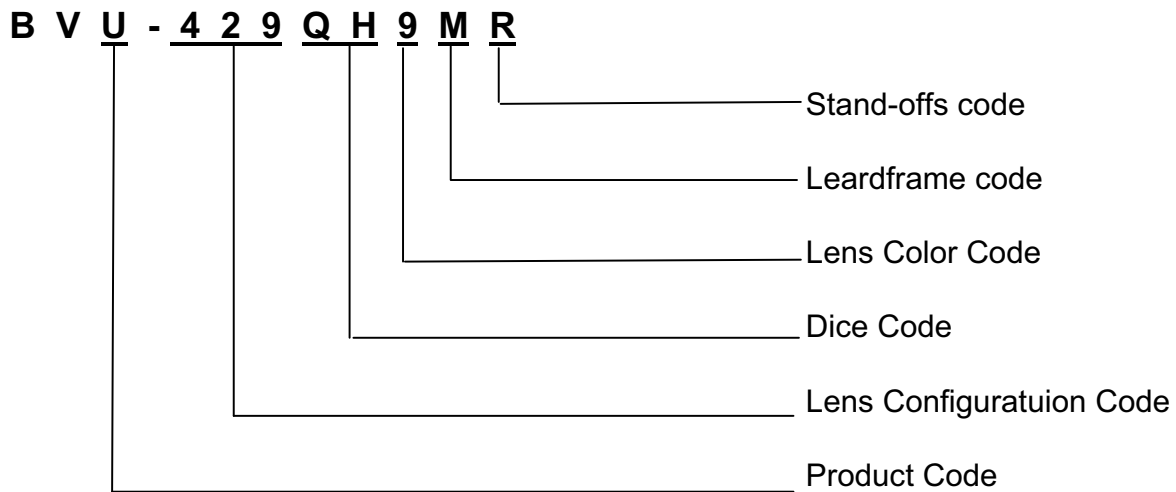 B V U - 4 2 9 Q H 9 M R
Stand-offs code
Leardframe code
Lens Color Code
Dice Code
Lens Configuratuion Code
Product Code